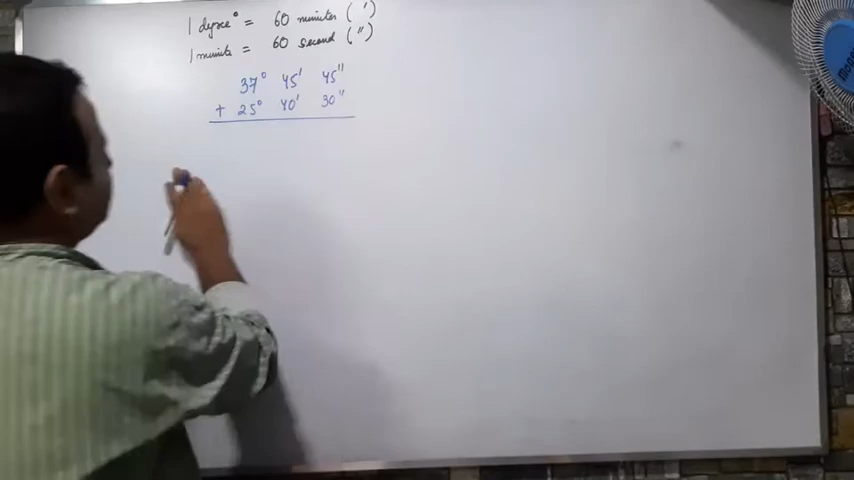 1 degree° = 60 minutes (')
1 minute = 60 second (")
37° 45' 45"
+ 25° 40' 30"